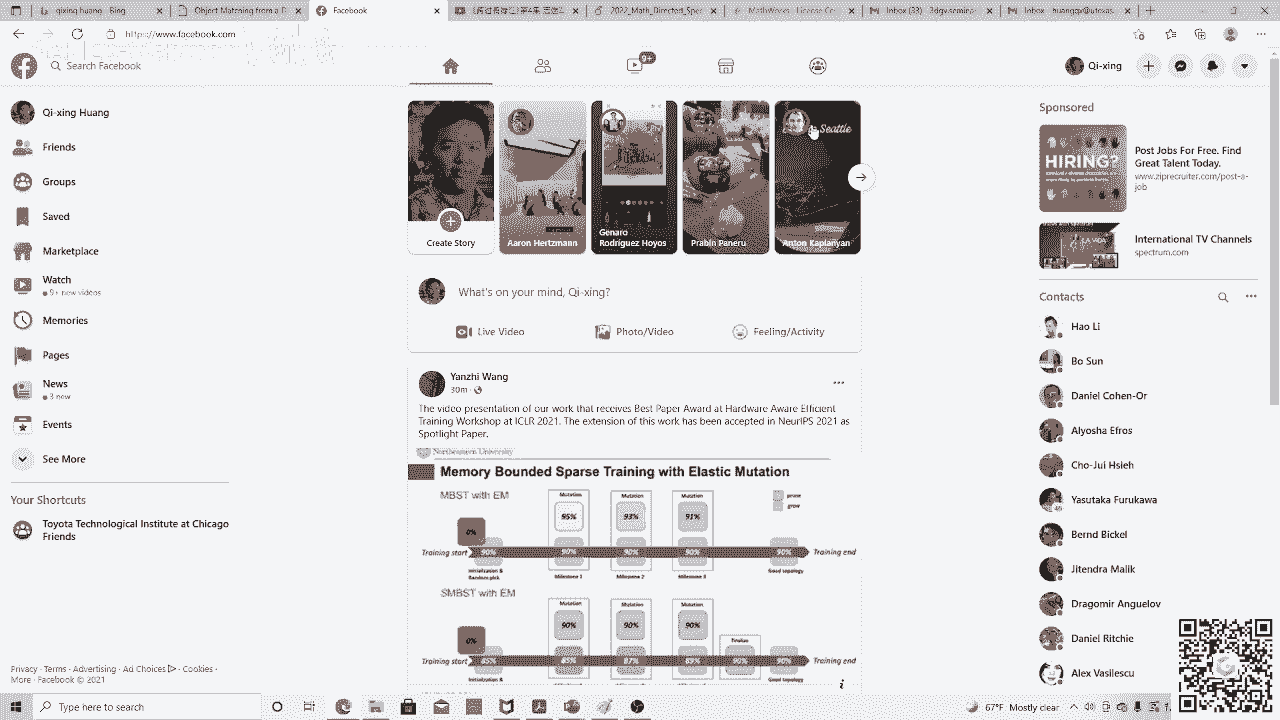 Object Matching from a
Facebook
2022_Math_Directed_Spe
MathWorks - License Ce
Inbox (33) - 3dgv.semina
Inbox - huangqx@utexas.
http://www.facebook.com
Search Facebook
9+
Qi-xing
Qi-xing Huang
Friends
Groups
Saved
Marketplace
Watch
9+ new videos
Memories
Pages
News
3 new
Events
See More
Your Shortcuts
Toyota Technological Institute at Chicago
Friends
Privacy · Terms · Advertising · Ad Choices · Cookies ·
Create Story
Aaron Hertzmann
Genaro
Rodríguez Hoyos
Prabin Paneru
Seattle
Anton Kaplanyan
What's on your mind, Qi-xing?
Live Video
Photo/Video
Feeling/Activity
Yanzhi Wang
30m ·
The video presentation of our work that receives Best Paper Award at Hardware Aware Efficient
Training Workshop at ICLR 2021. The extension of this work has been accepted in NeurIPS 2021 as
Spotlight Paper.
Northeastern University
Memory Bounded Sparse Training with Elastic Mutation
MBST with EM
Mutation
Mutation
Mutation
prune
grow
95%
93%
91%
0%
Training start
90%
90%
90%
90%
90%
Training end
Initialization &
Random pick
Milestone 1
Milestone 2
Milestone 3
Good topology
SMBST with EM
Mutation
Mutation
Mutation
90%
90%
90%
Finalize
0%
Training start
85%
85%
87%
89%
90%
90%
Training end
Initialization &
Good topology
Sponsored
HIRING?
Post Jobs For Free. Find
Great Talent Today.
www.ziprecruiter.com/post-a-
job
LA VIDA
International TV Channels
spectrum.com
Contacts
Hao Li
Bo Sun
Daniel Cohen-Or
Alyosha Efros
Cho-Jui Hsieh
Yasutaka Furukawa
Bernd Bickel
Jitendra Malik
Dragomir Anguelov
Daniel Ritchie
Alex Vasilescu
Type here to search
67°F Mostly clear